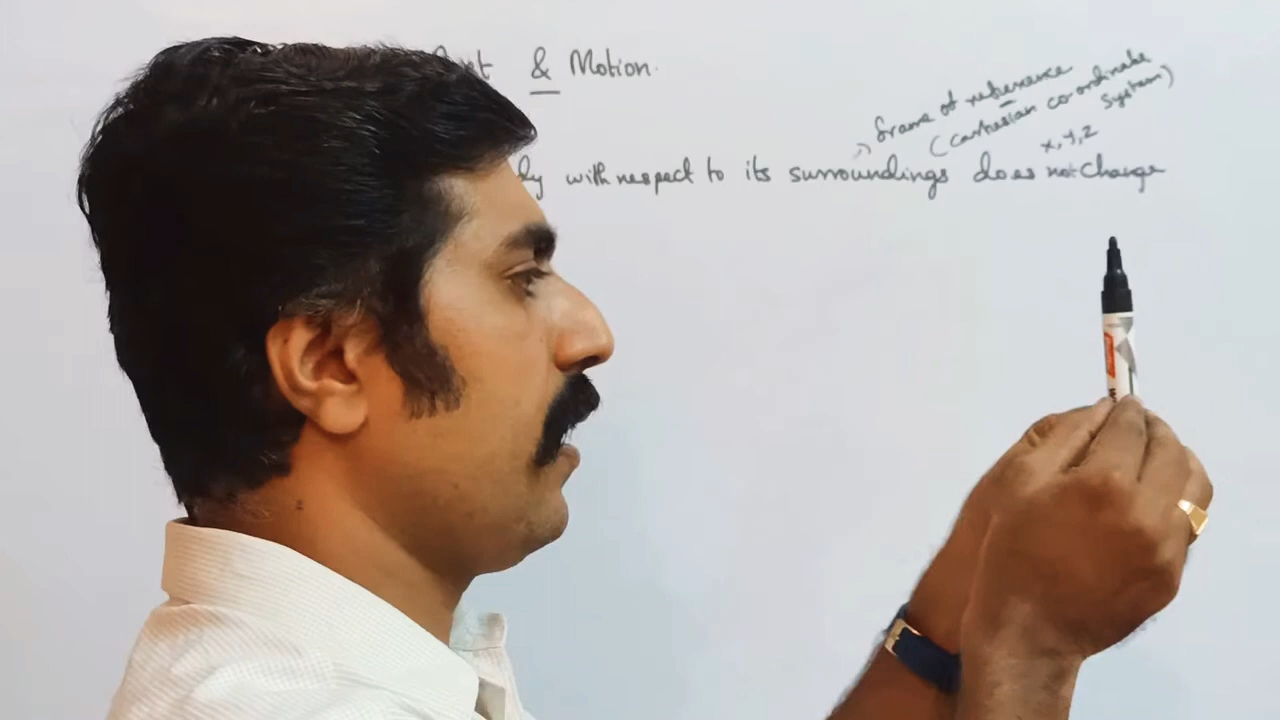 & Motion.
frame of reference
(cartesian co-ordinate
system)
x, y, z
with respect to its surroundings does not change